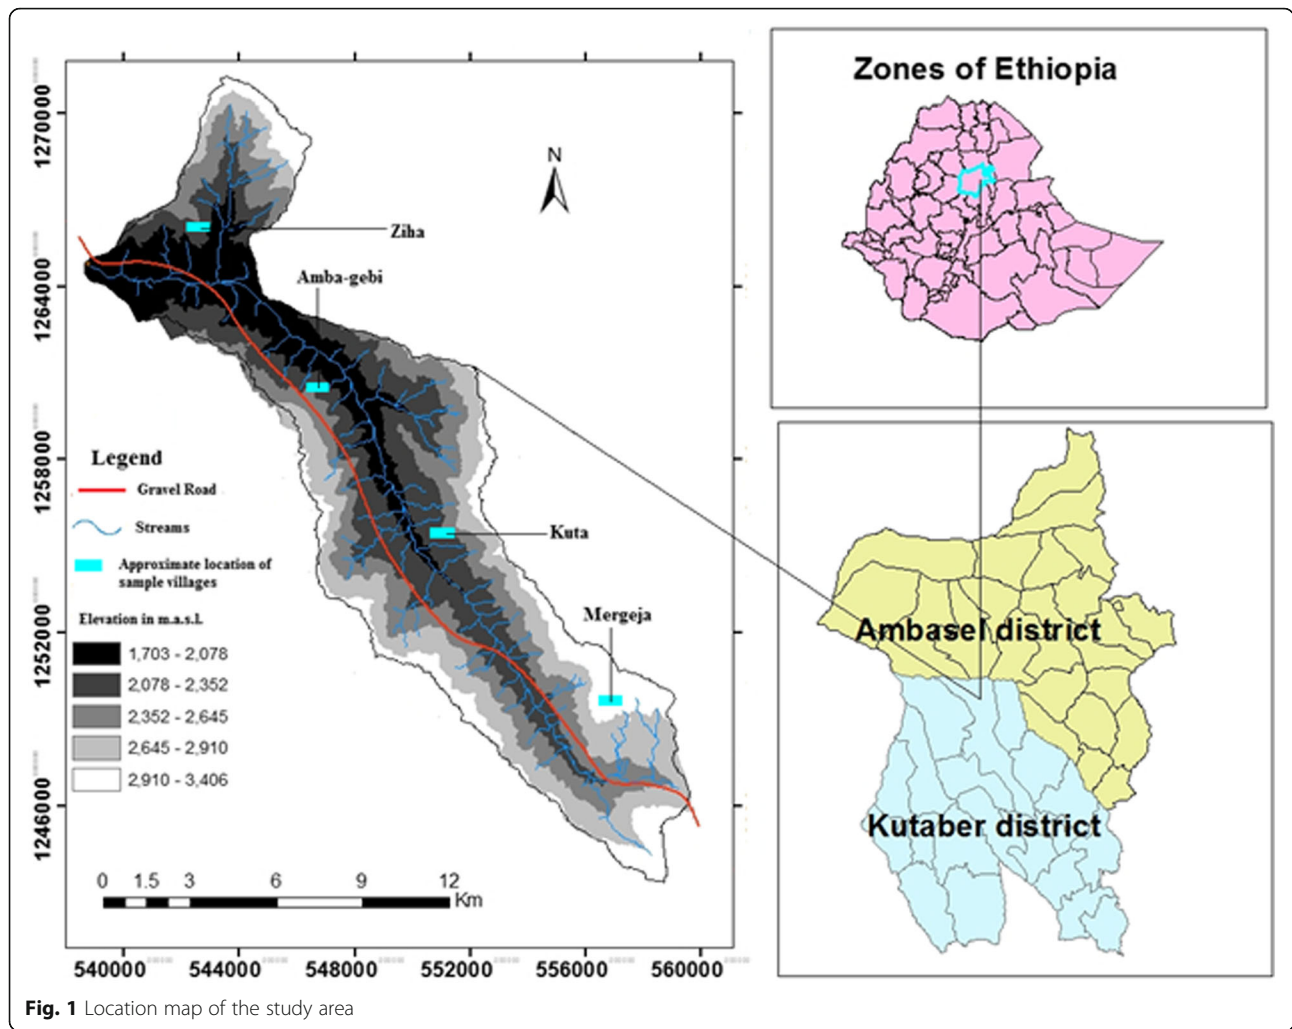 Zones of Ethiopia
1270000
1264000
1258000
1252000
1246000
N
Ziha
Amba-gebi
Kuta
Mergeja
Legend
Gravel Road
Streams
Approximate location of
sample villages
Elevation in m.a.s.l.
1,703 - 2,078
2,078 - 2,352
2,352 - 2,645
2,645 - 2,910
2,910 - 3,406
0 1.5 3 6 9 12
Km
540000 544000 548000 552000 556000 560000
Ambasel district
Kutaber district
Fig. 1 Location map of the study area